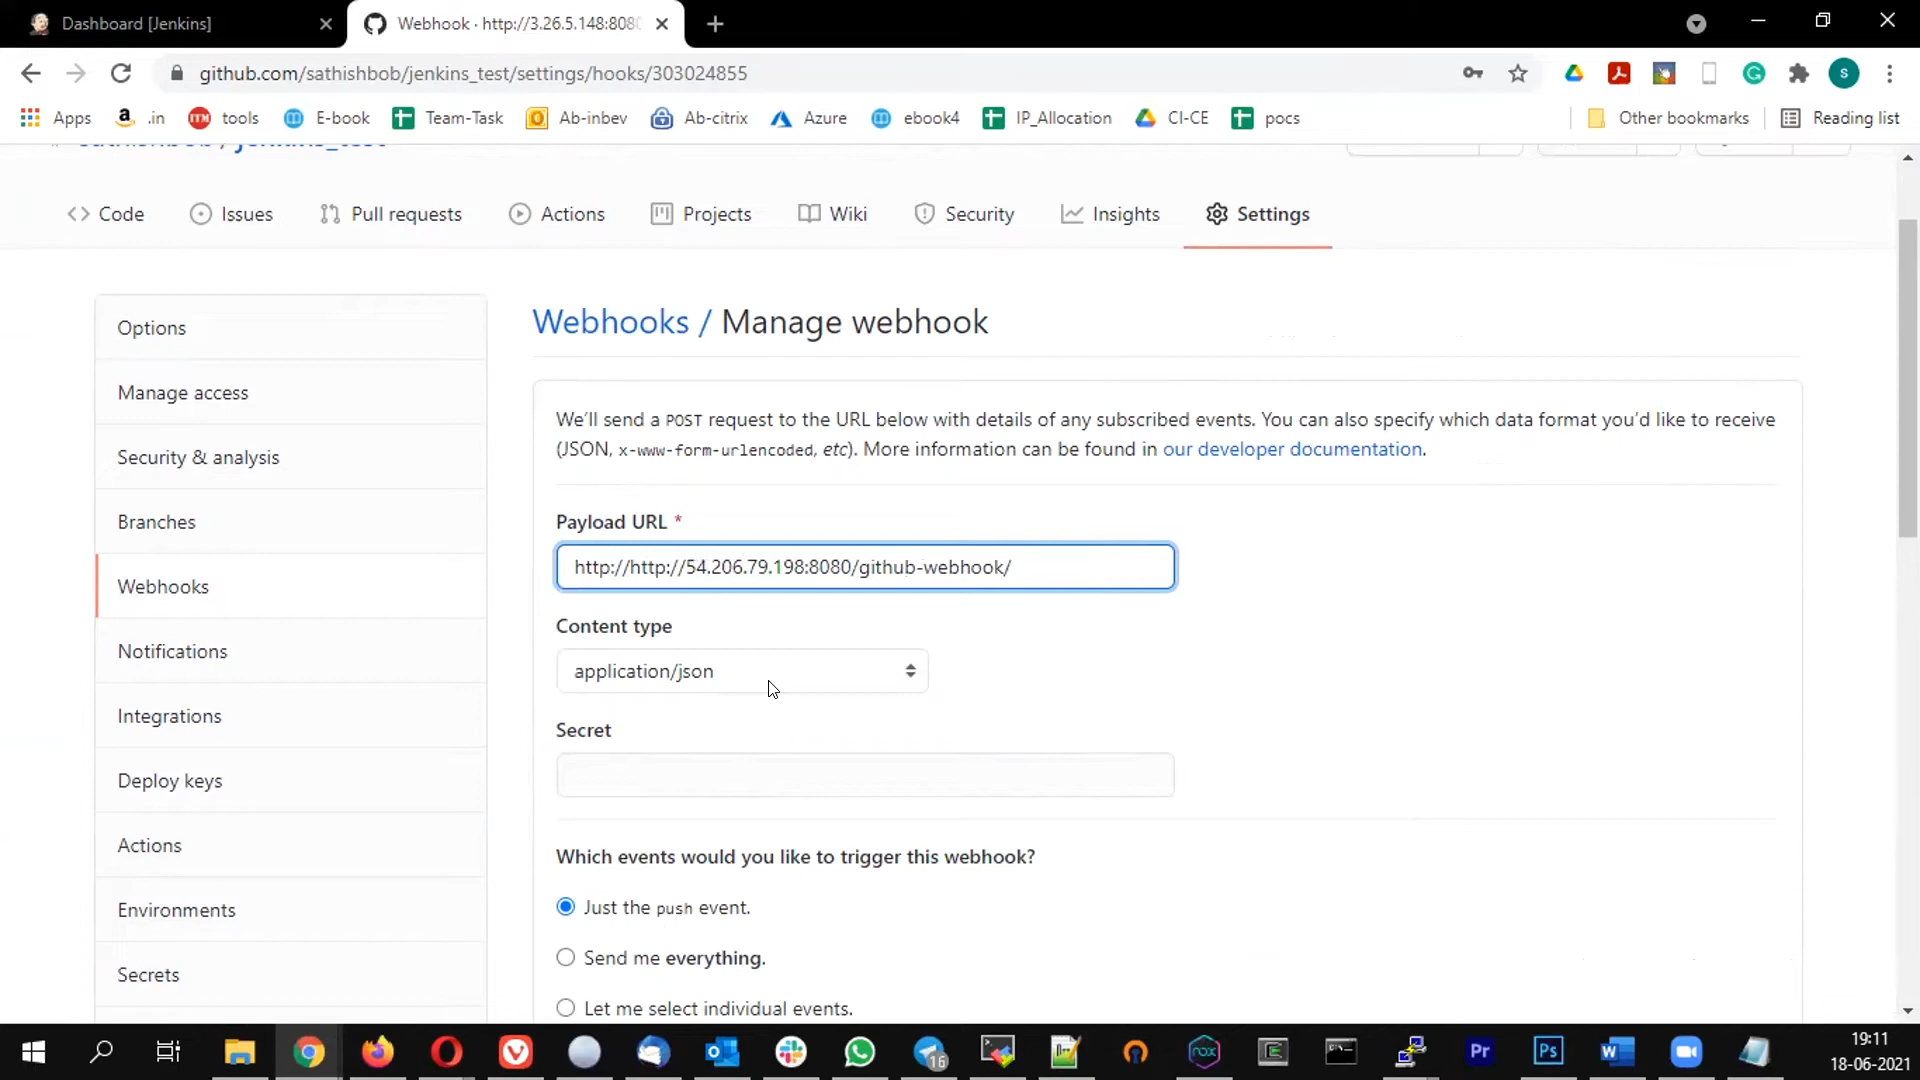 Dashboard [Jenkins]
Webhook · http://3.26.5.148:8080
github.com/sathishbob/jenkins_test/settings/hooks/303024855
S
Apps
.in
tools
E-book
Team-Task
Ab-inbev
Ab-citrix
Azure
ebook4
IP_Allocation
CI-CE
pocs
Other bookmarks
Reading list
sathishbob / jenkins_test
Code
Issues
Pull requests
Actions
Projects
Wiki
Security
Insights
Settings
Options
Manage access
Security & analysis
Branches
Webhooks
Notifications
Integrations
Deploy keys
Actions
Environments
Secrets
Webhooks / Manage webhook
We'll send a POST request to the URL below with details of any subscribed events. You can also specify which data format you'd like to receive
(JSON, x-www-form-urlencoded, etc). More information can be found in our developer documentation.
Payload URL *
http://http://54.206.79.198:8080/github-webhook/
Content type
application/json
Secret
Which events would you like to trigger this webhook?
Just the push event.
Send me everything.
Let me select individual events.
16
nox
Pr
Ps
W
19:11
18-06-2021